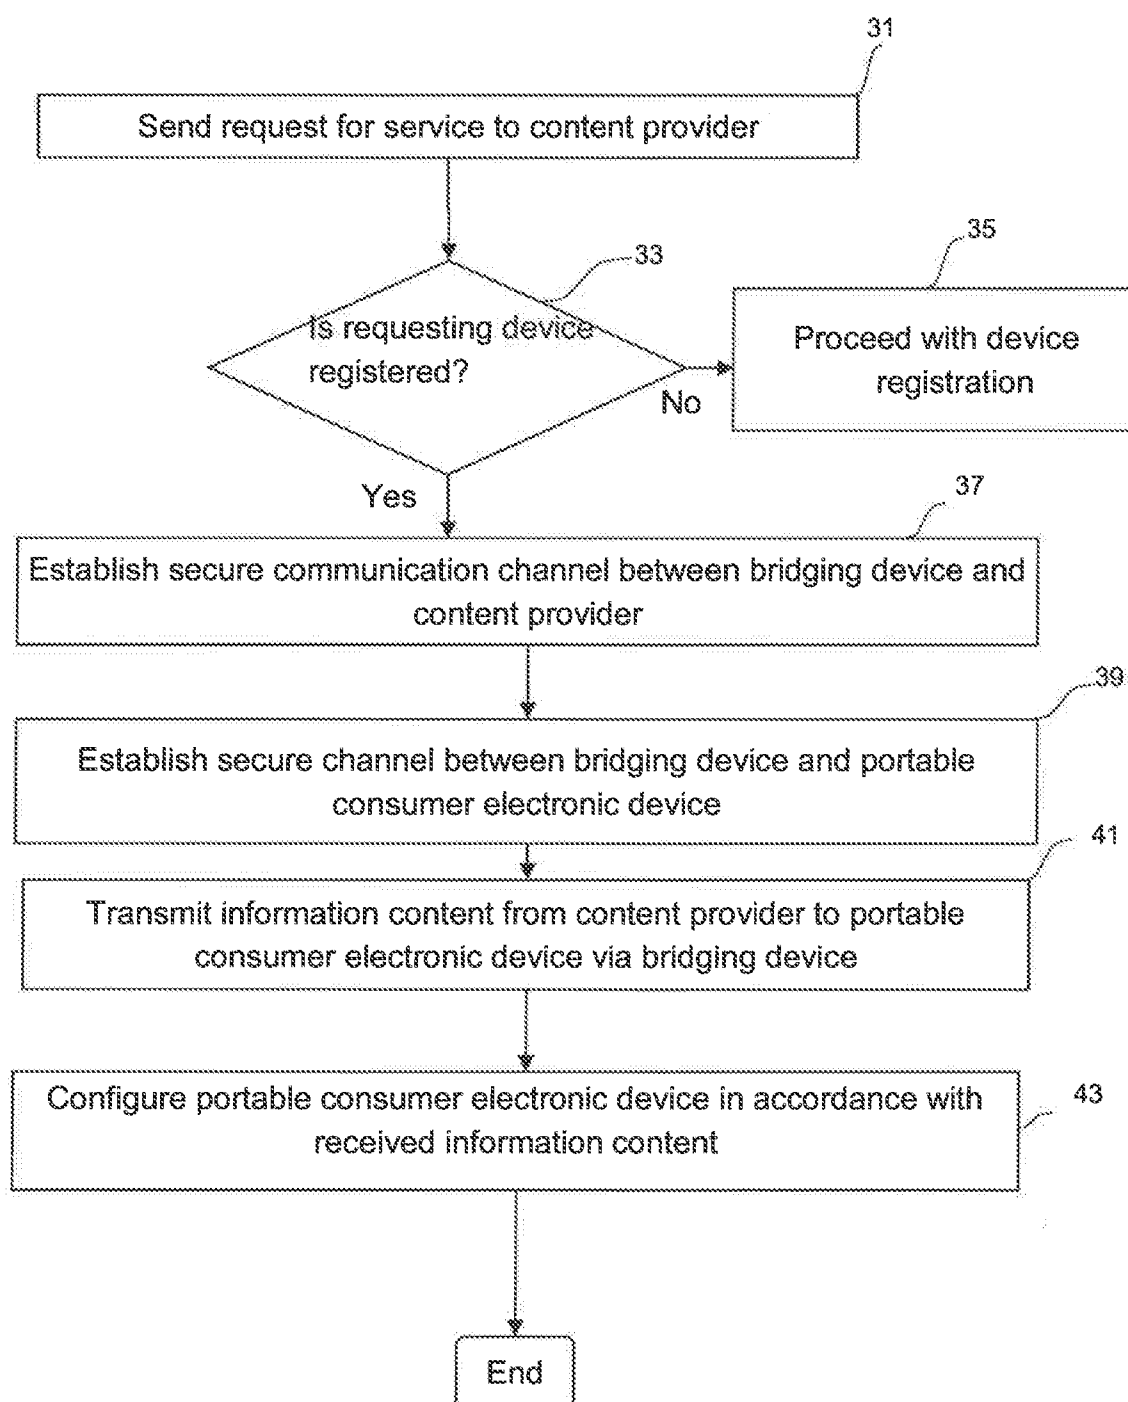 31
Send request for service to content provider
33
35
Is requesting device
registered?
Proceed with device
registration
No
Yes
37
Establish secure communication channel between bridging device and
content provider
39
Establish secure channel between bridging device and portable
consumer electronic device
41
Transmit information content from content provider to portable
consumer electronic device via bridging device
Configure portable consumer electronic device in accordance with
received information content
43
End